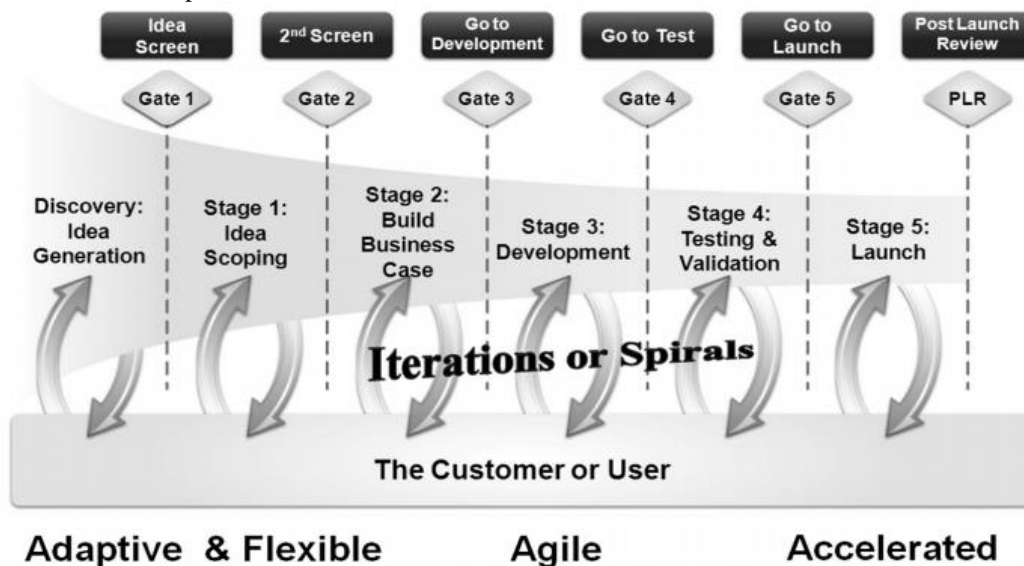 Idea
Screen
2nd Screen
Go to
Development
Go to Test
Go to
Launch
Post Launch
Review
Gate 1
Gate 2
Gate 3
Gate 4
Gate 5
PLR
Discovery:
Idea
Generation
Stage 1:
Idea
Scoping
Stage 2:
Build
Business
Case
Stage 3:
Development
Stage 4:
Testing &
Validation
Stage 5:
Launch
Iterations or Spirals
The Customer or User
Adaptive & Flexible
Agile
Accelerated